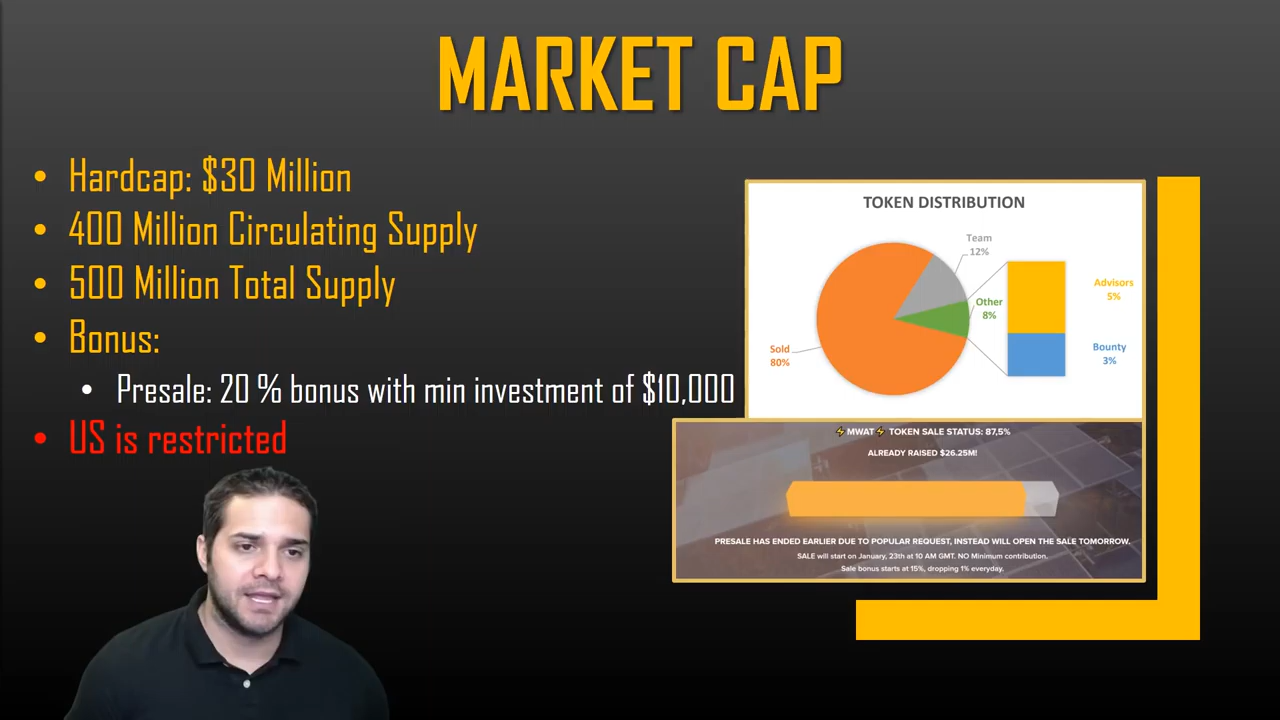 MARKET CAP
• Hardcap: $30 Million
• 400 Million Circulating Supply
• 500 Million Total Supply
• Bonus:
• Presale: 20 % bonus with min investment of $10,000
• US is restricted
TOKEN DISTRIBUTION
Team
12%
Other
8%
Sold
80%
Advisors
5%
Bounty
3%
⚡MWAT⚡ TOKEN SALE STATUS: 87,5%
ALREADY RAISED $26.25M!
PRESALE HAS ENDED EARLIER DUE TO POPULAR REQUEST, INSTEAD WILL OPEN THE SALE TOMORROW.
SALE will start on January, 23th at 10 AM GMT. NO Minimum contribution.
Sale bonus starts at 15%, dropping 1% everyday.